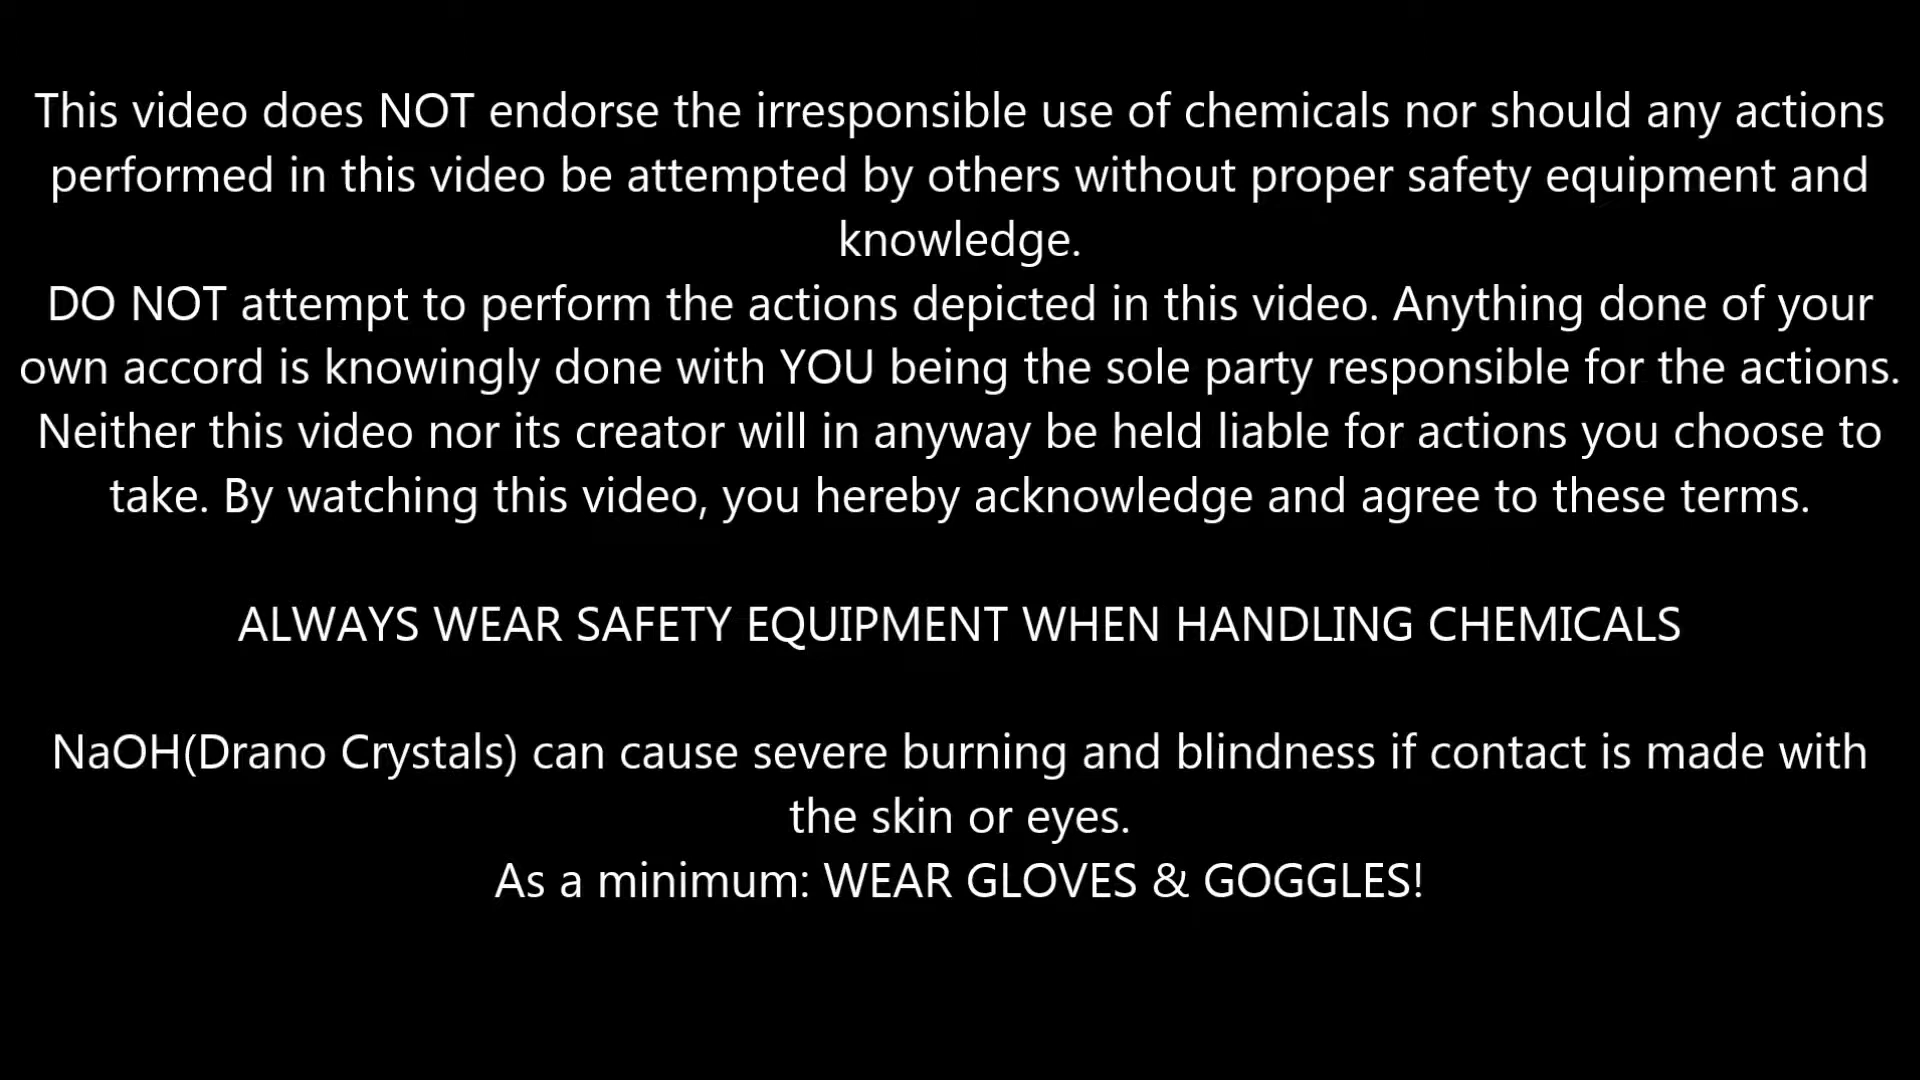 This video does NOT endorse the irresponsible use of chemicals nor should any actions
performed in this video be attempted by others without proper safety equipment and
knowledge.
DO NOT attempt to perform the actions depicted in this video. Anything done of your
own accord is knowingly done with YOU being the sole party responsible for the actions.
Neither this video nor its creator will in anyway be held liable for actions you choose to
take. By watching this video, you hereby acknowledge and agree to these terms.
ALWAYS WEAR SAFETY EQUIPMENT WHEN HANDLING CHEMICALS
NaOH(Drano Crystals) can cause severe burning and blindness if contact is made with
the skin or eyes.
As a minimum: WEAR GLOVES & GOGGLES!